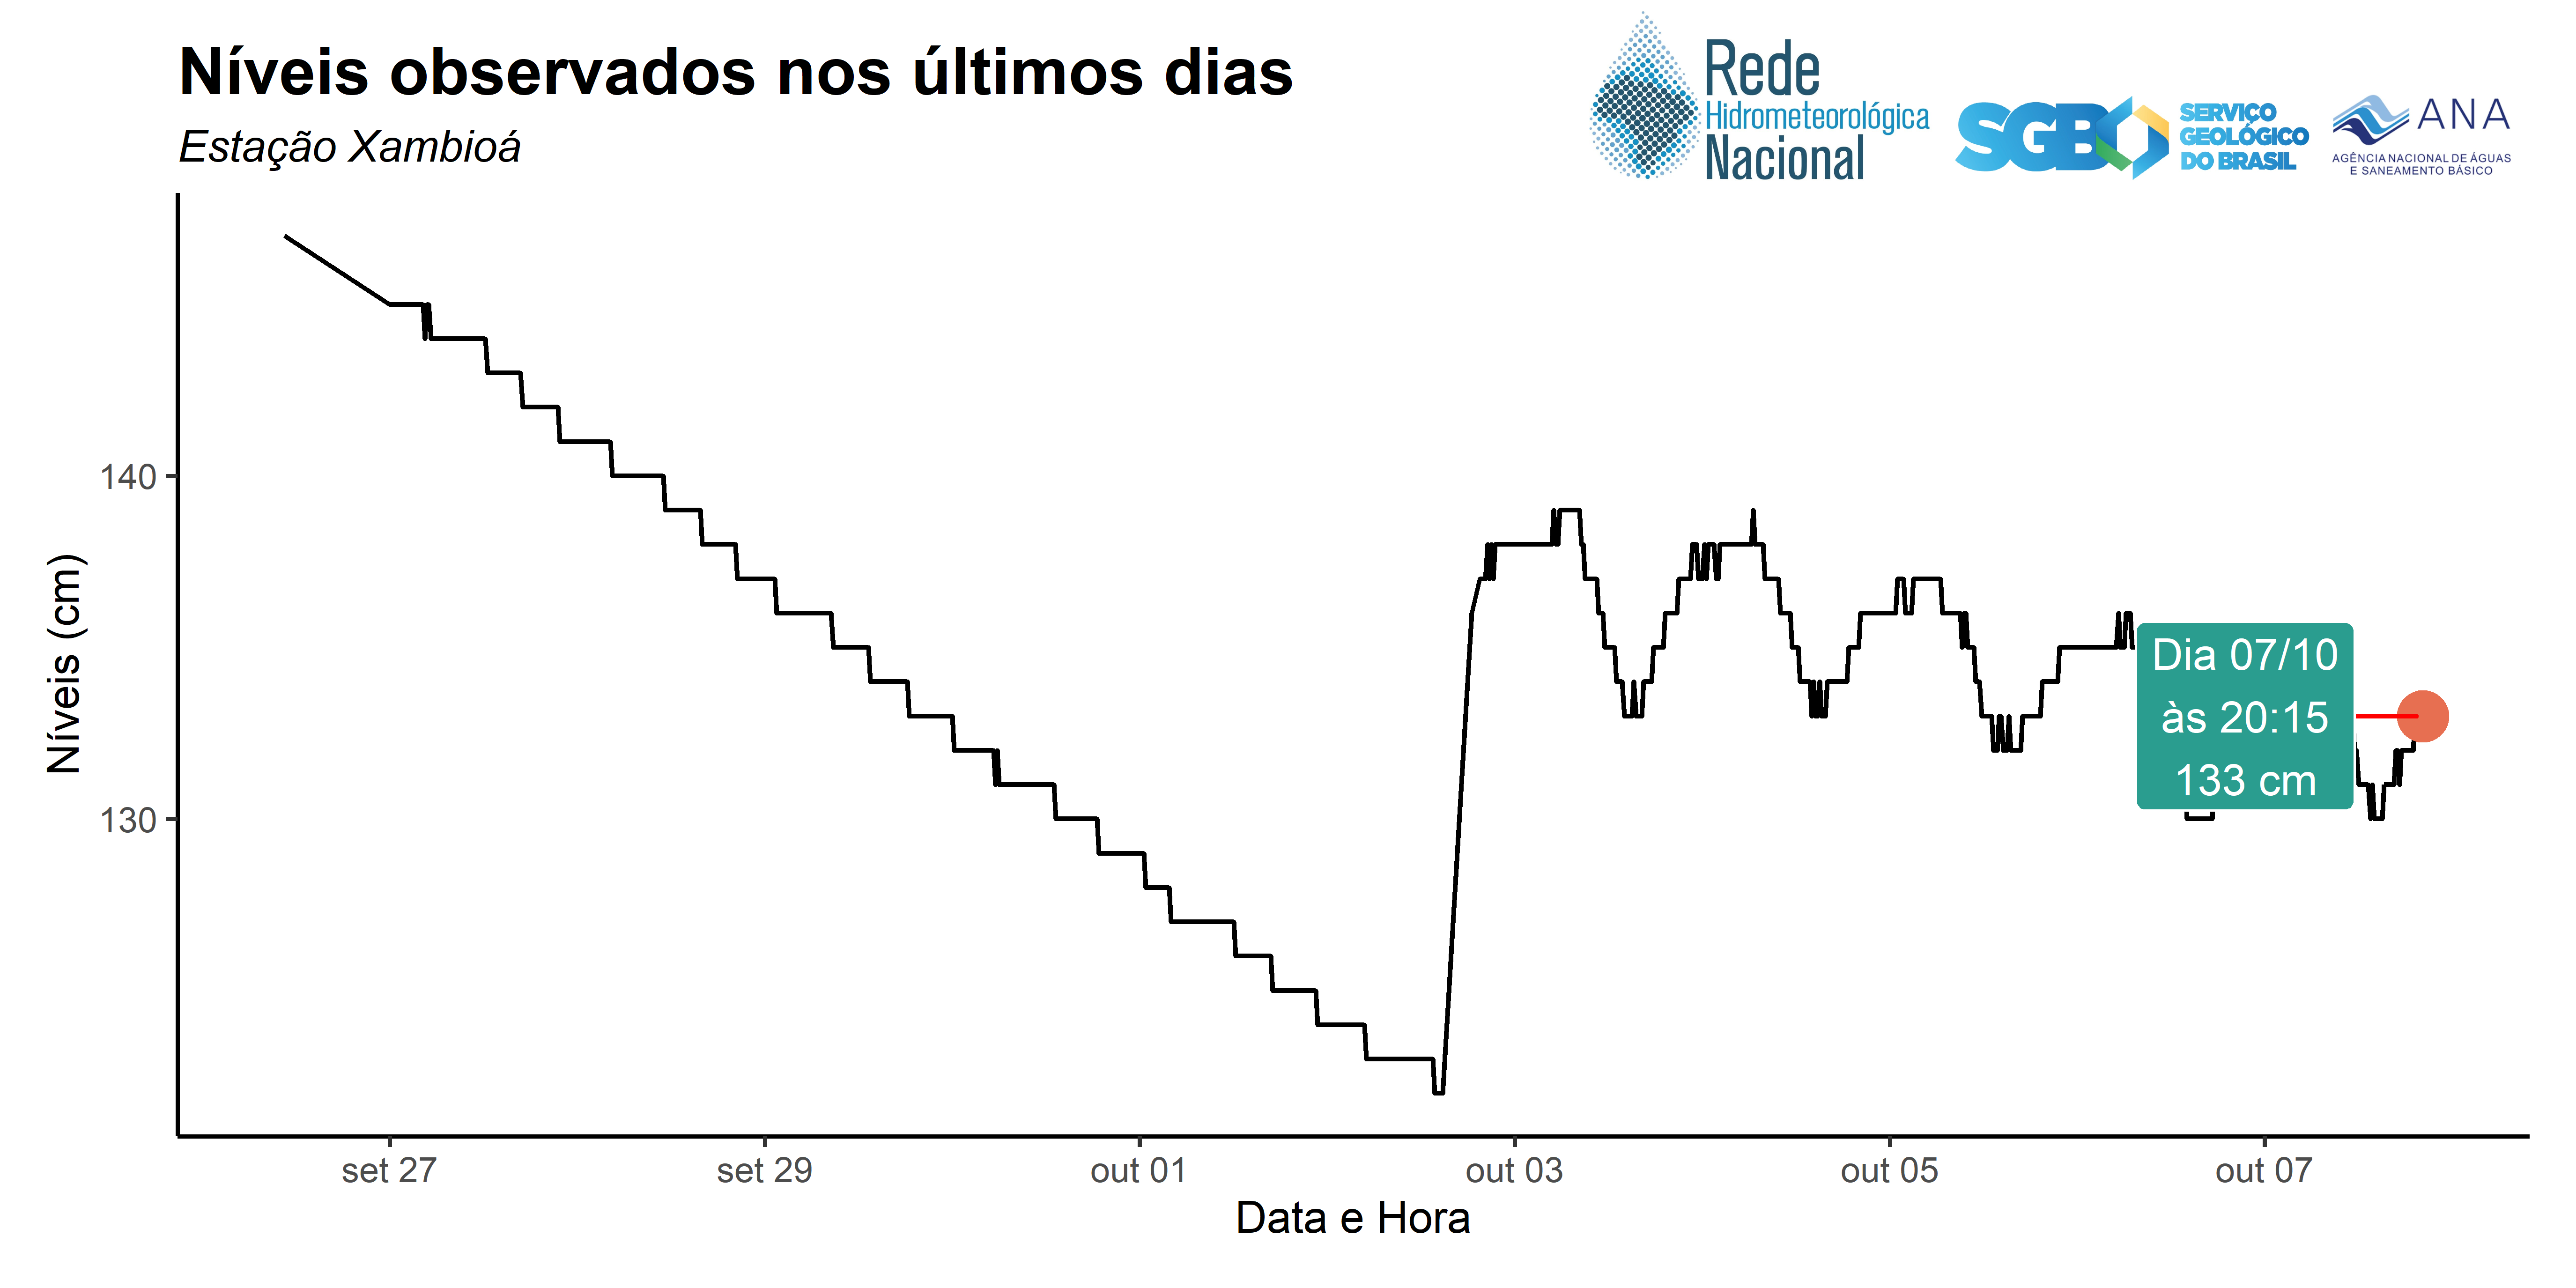 Níveis observados nos últimos dias
Estação Xambioá
Rede
Hidrometeorológica
Nacional
SGB
SERVIÇO
GEOLÓGICO
DO BRASIL
ANA
AGÊNCIA NACIONAL DE ÁGUAS
E SANEAMENTO BÁSICO
Níveis (cm)
140
130
Dia 07/10
às 20:15
133 cm
set 27
set 29
out 01
out 03
out 05
out 07
Data e Hora